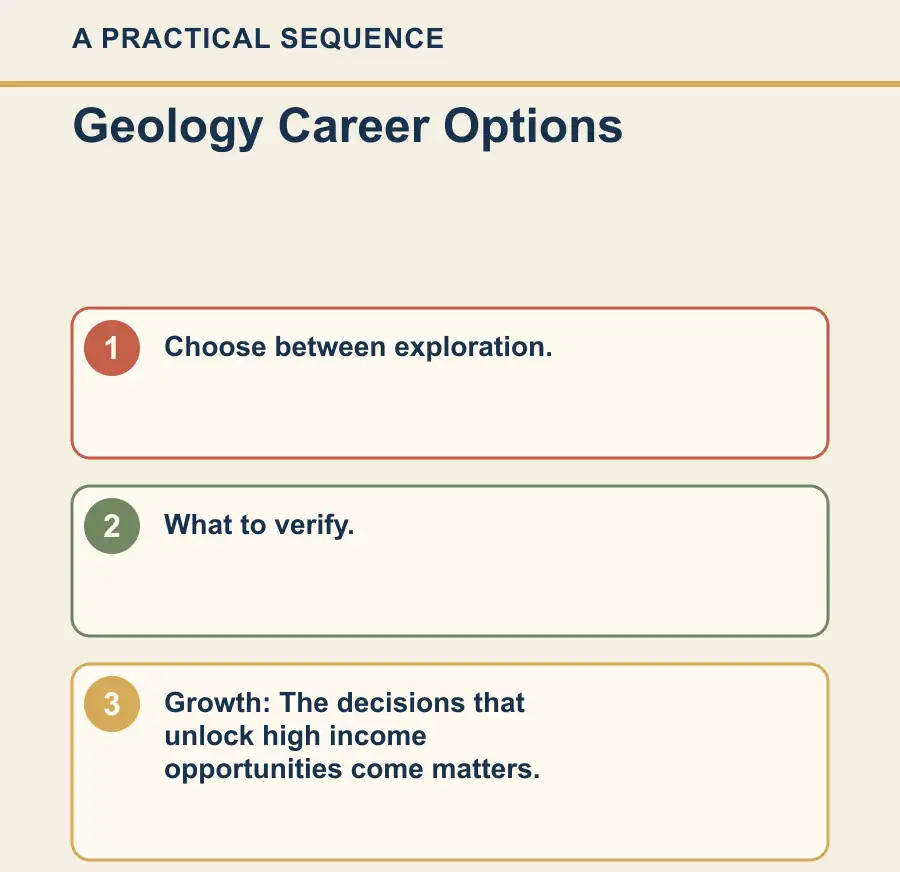 A PRACTICAL SEQUENCE
Geology Career Options
1
Choose between exploration.
2
What to verify.
3
Growth: The decisions that
unlock high income
opportunities come matters.